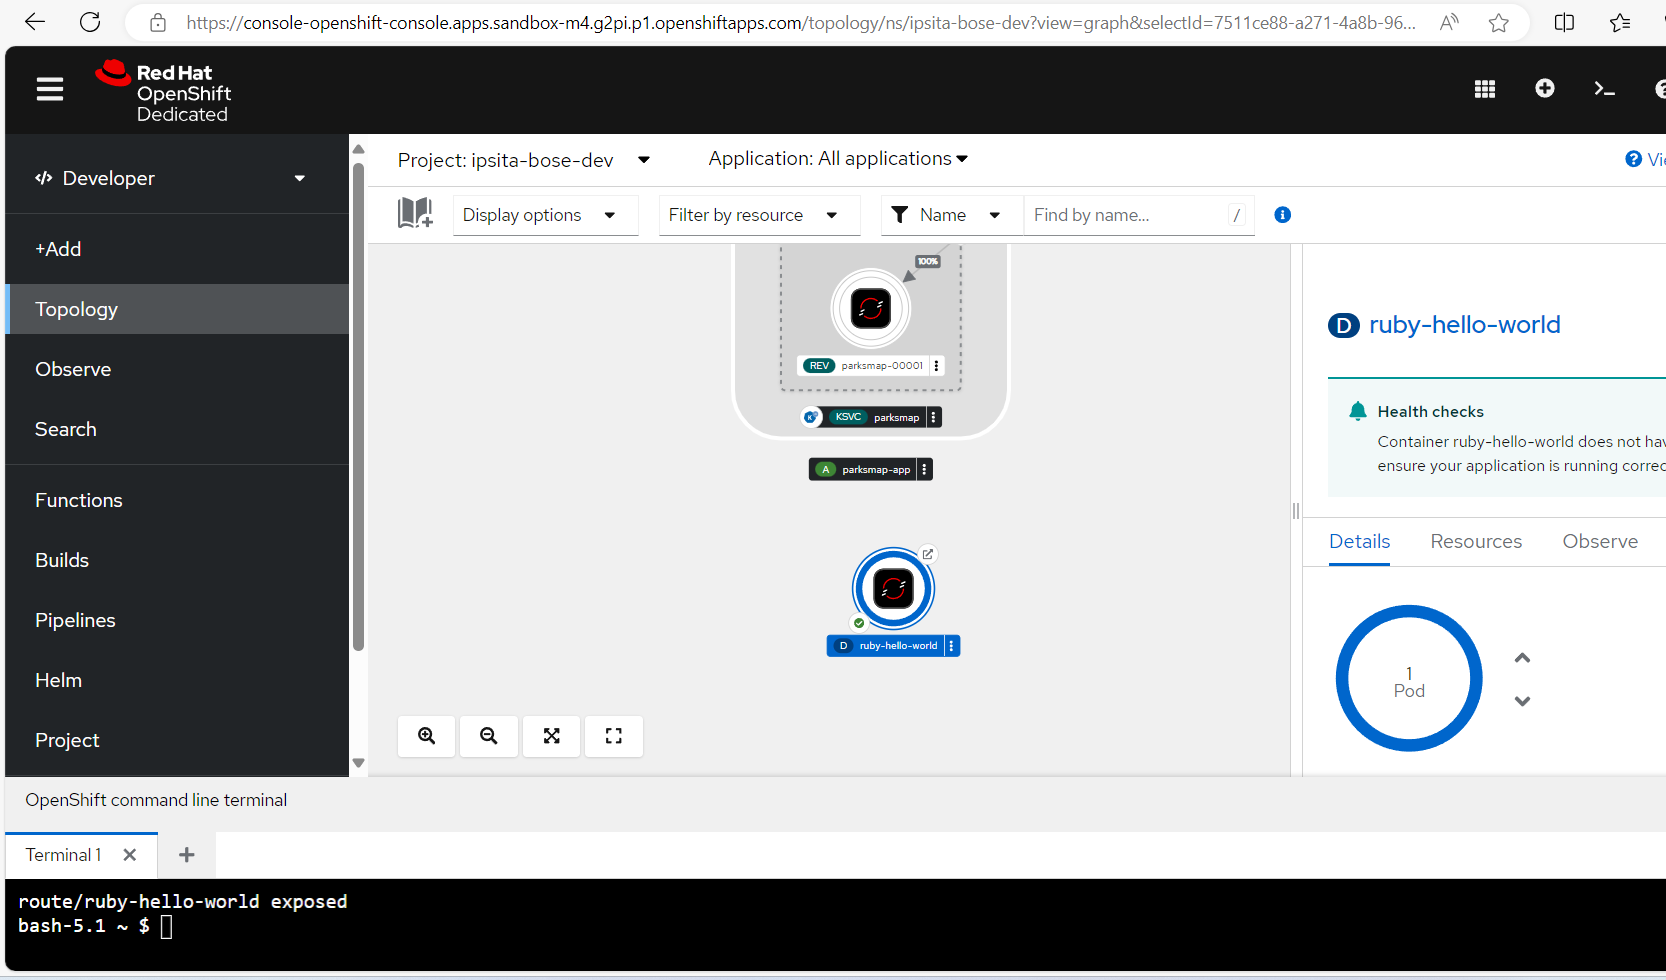 https://console-openshift-console.apps.sandbox-m4.g2pi.p1.openshiftapps.com/topology/ns/ipsita-bose-dev?view=graph&selectId=7511ce88-a271-4a8b-96...
Red Hat
OpenShift
Dedicated
Developer
+Add
Topology
Observe
Search
Functions
Builds
Pipelines
Helm
Project
Project: ipsita-bose-dev
Application: All applications
Display options
Filter by resource
Name
Find by name...
/
100%
REV parksmap-00001
KSVC parksmap
A parksmap-app
D ruby-hello-world
D ruby-hello-world
Health checks
Container ruby-hello-world does not
ensure your application is running
Details
Resources
Observe
1
Pod
OpenShift command line terminal
Terminal 1
route/ruby-hello-world exposed
bash-5.1 ~ $